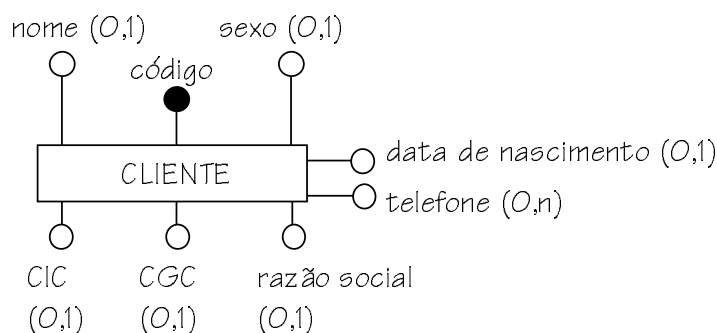 nome (0,1)
sexo (0,1)
código
CLIENTE
data de nascimento (0,1)
telefone (0,n)
CIC
(0,1)
CGC
(0,1)
razão social
(0,1)